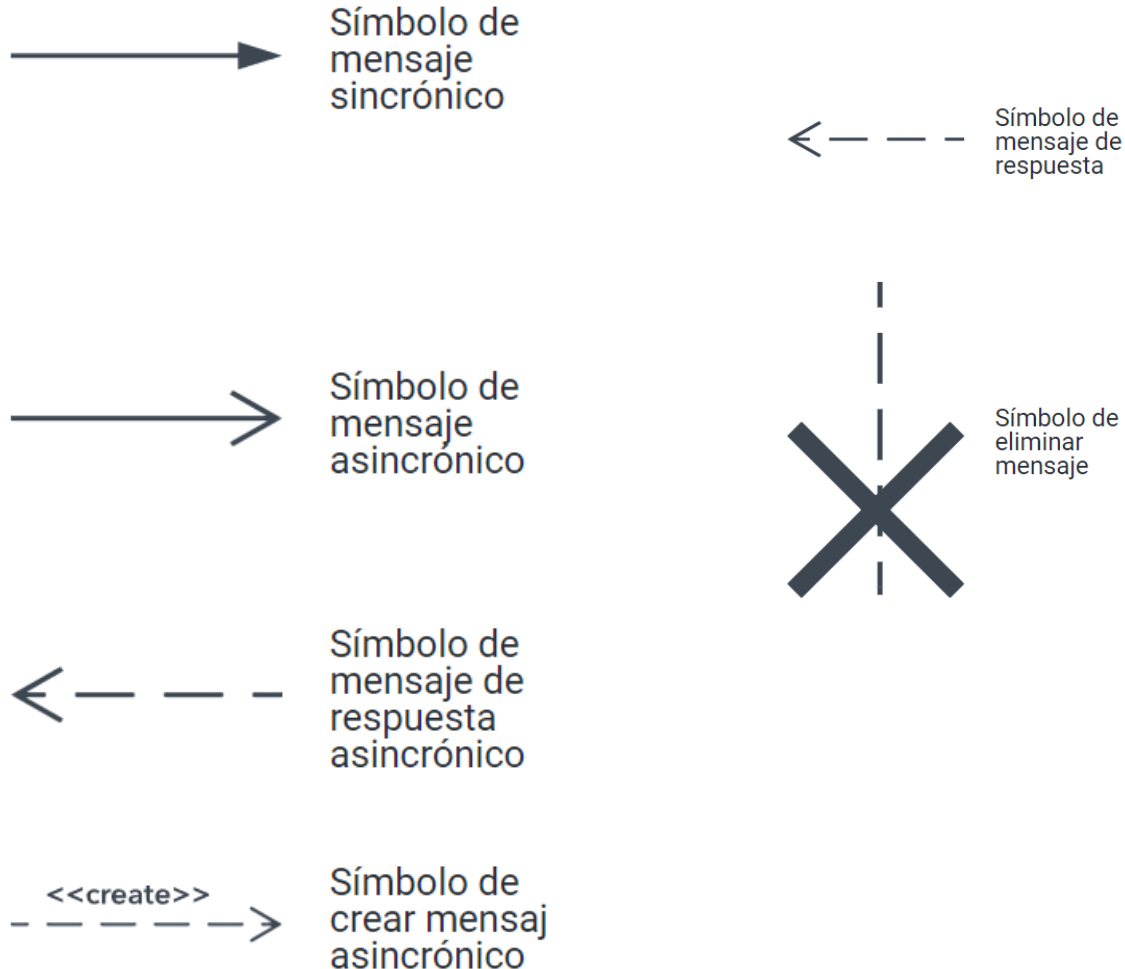 Símbolo de
mensaje
sincrónico
Símbolo de
mensaje
asincrónico
Símbolo de
mensaje de
respuesta
asincrónico
<<create>>
Símbolo de
crear mensaj
asincrónico
Símbolo de
mensaje de
respuesta
Símbolo de
eliminar
mensaje